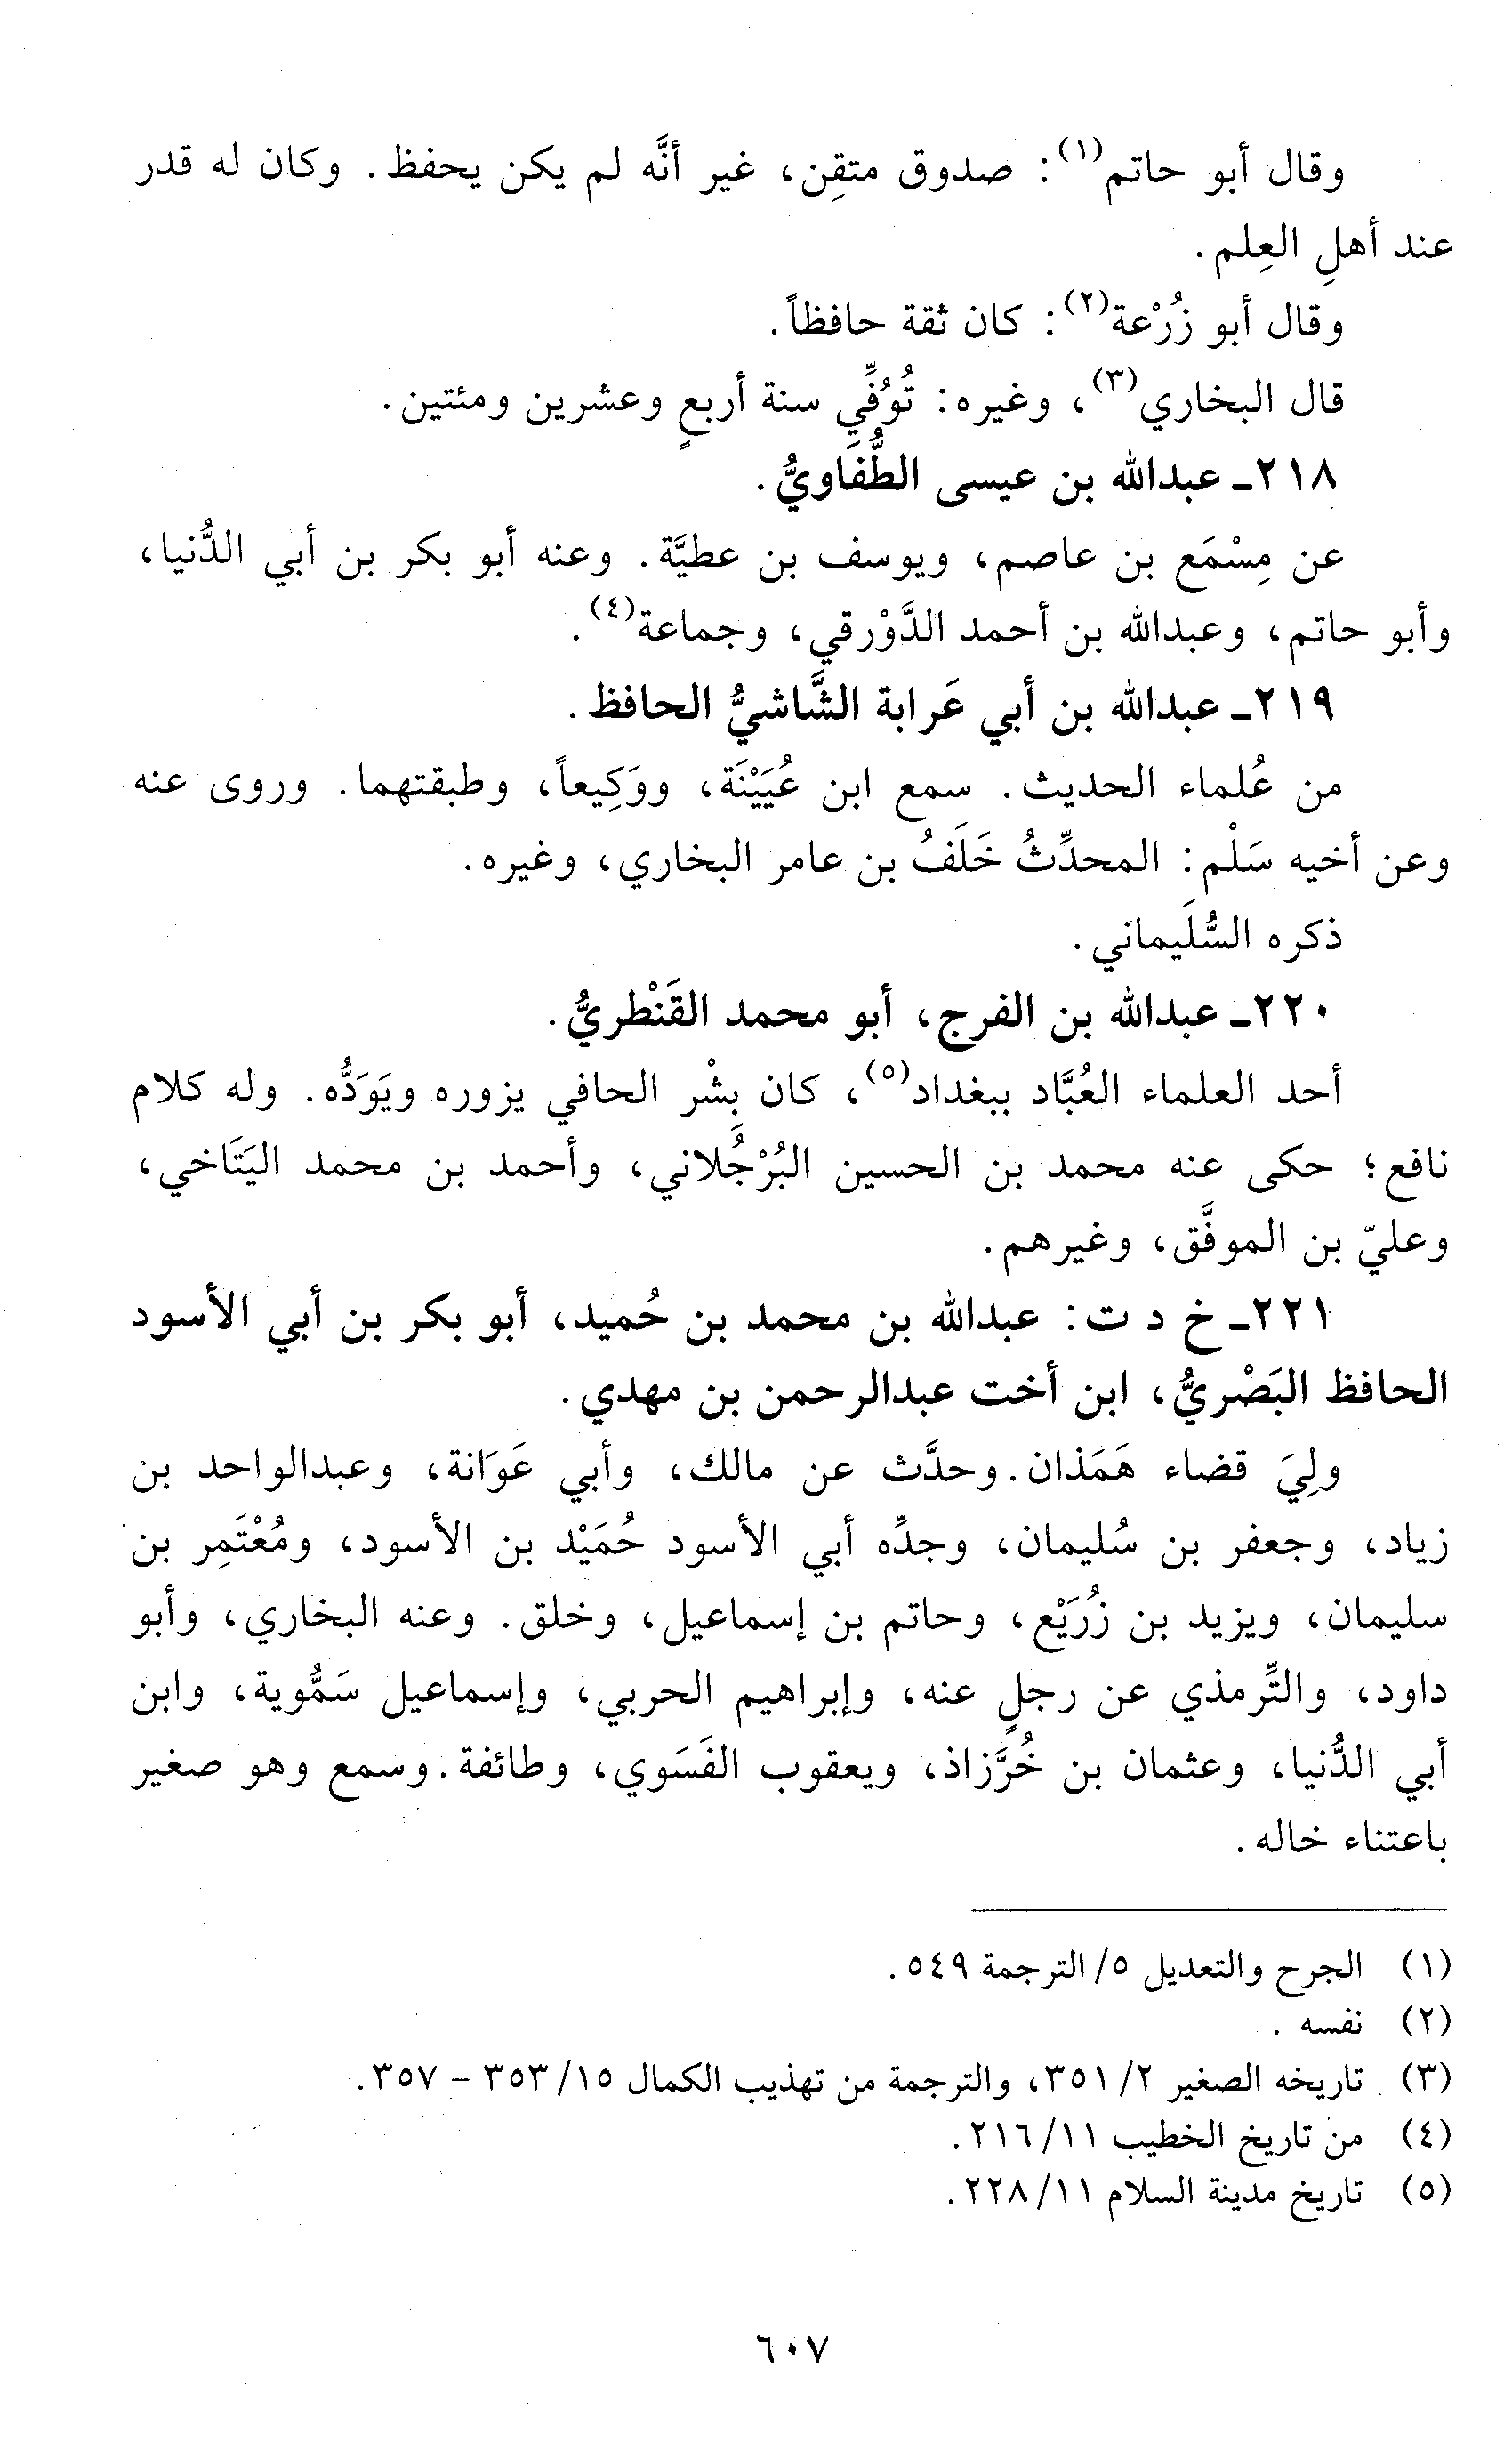 وقال أبو حاتم(١): صدوق متقِن، غير أنَّه لم يكن يحفظ. وكان له قدر
عند أهلِ العِلم.
وقال أبو زُرْعة(٢): كان ثقة حافظاً.
قال البخاري(٣)، وغيره: تُوُفِّي سنة أربعٍ وعشرين ومئتين.
٢١٨ـ عبدالله بن عيسى الطُّفَاويُّ.
عن مِسْمَع بن عاصم، ويوسف بن عطيَّة. وعنه أبو بكر بن أبي الدُّنيا،
وأبو حاتم، وعبدالله بن أحمد الدَّوْرقي، وجماعة(٤).
٢١٩ـ عبدالله بن أبي عَرابة الشَّاشيُّ الحافظ.
من عُلماء الحديث. سمع ابن عُيَيْنَة، ووَكِيعاً، وطبقتهما. وروى عنه
وعن أخيه سَلْم: المحدِّثُ خَلَفُ بن عامر البخاري، وغيره.
ذكره السُّلَيماني.
٢٢٠ـ عبدالله بن الفرج، أبو محمد القَنْطريُّ.
أحد العلماء العُبَّاد ببغداد(٥)، كان بِشْر الحافي يزوره ويَوَدُّه. وله كلام
نافع؛ حكى عنه محمد بن الحسين البُرْجُلاني، وأحمد بن محمد اليَتَاخي،
وعليّ بن الموفَّق، وغيرهم.
٢٢١ـ خ د ت: عبدالله بن محمد بن حُميد، أبو بكر بن أبي الأسود
الحافظ البَصْريُّ، ابن أخت عبدالرحمن بن مهدي.
ولِيَ قضاء هَمَذان. وحدَّث عن مالك، وأبي عَوَانة، وعبدالواحد بن
زياد، وجعفر بن سُليمان، وجدِّه أبي الأسود حُمَيْد بن الأسود، ومُعْتَمِر بن
سليمان، ويزيد بن زُرَيْع، وحاتم بن إسماعيل، وخلق. وعنه البخاري، وأبو
داود، والتِّرمذي عن رجلٍ عنه، وإبراهيم الحربي، وإسماعيل سَمُّوية، وابن
أبي الدُّنيا، وعثمان بن خُرَّزاذ، ويعقوب الفَسَوي، وطائفة. وسمع وهو صغير
باعتناء خاله.
(١) الجرح والتعديل ٥/ الترجمة ٥٤٩.
(٢) نفسه.
(٣) تاريخه الصغير ٢/ ٣٥١، والترجمة من تهذيب الكمال ١٥/ ٣٥٣ - ٣٥٧.
(٤) من تاريخ الخطيب ١١/ ٢١٦.
(٥) تاريخ مدينة السلام ١١/ ٢٢٨.
٦٠٧